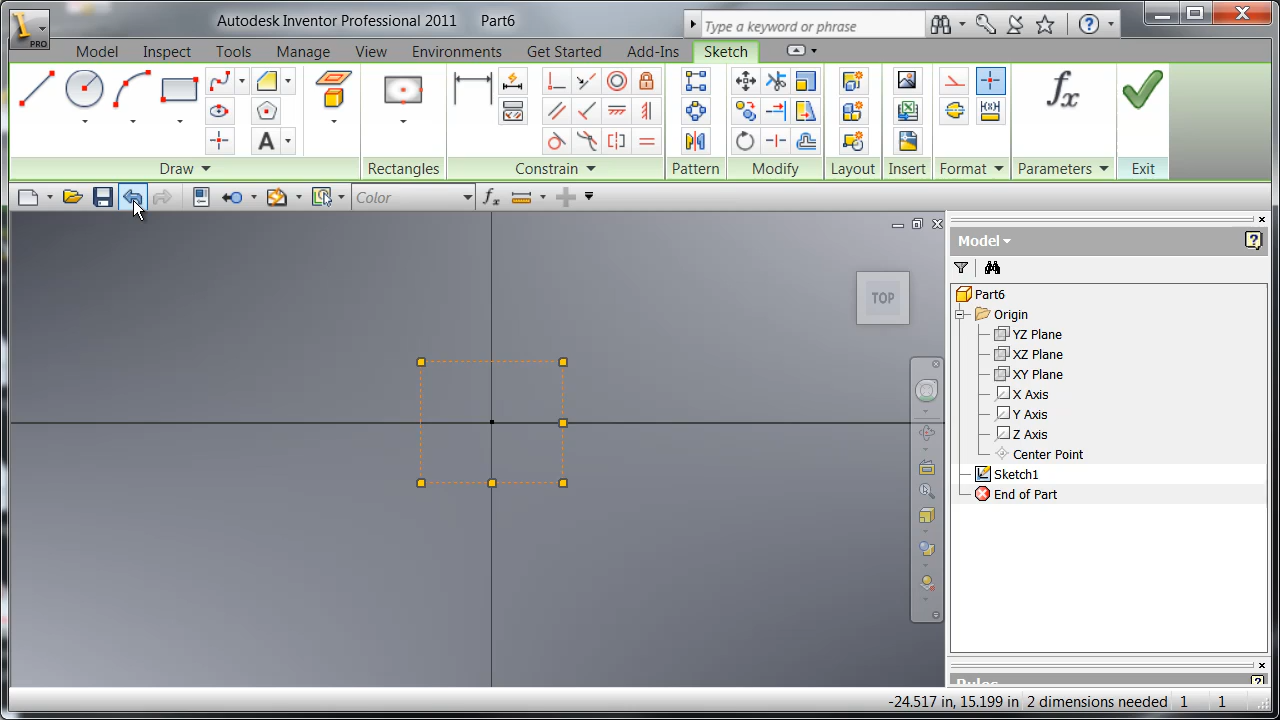 Autodesk Inventor Professional 2011 Part6
Type a keyword or phrase
PRO
Model Inspect Tools Manage View Environments Get Started Add-Ins Sketch
A
fx
Draw Rectangles Constrain Pattern Modify Layout Insert Format Parameters Exit
Color fx
Model
TOP
Part6
Origin
YZ Plane
XZ Plane
XY Plane
X Axis
Y Axis
Z Axis
Center Point
Sketch1
End of Part
Rules
-24.517 in, 15.199 in 2 dimensions needed 1 1